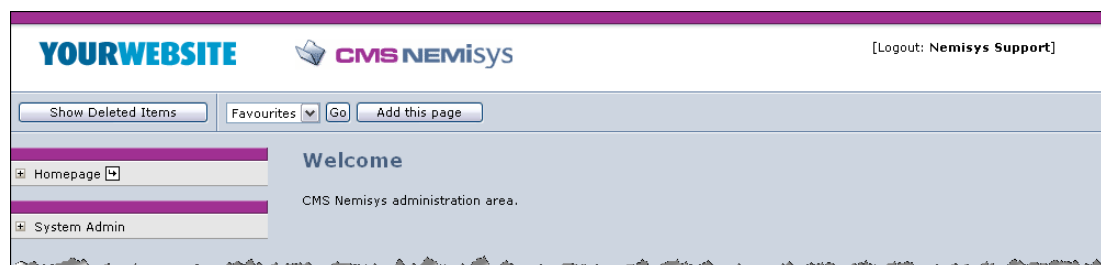 YOURWEBSITE CMS NEMiSYS [Logout: Nemisys Support]
Show Deleted Items Favourites Go Add this page
Welcome
Homepage
CMS Nemisys administration area.
System Admin